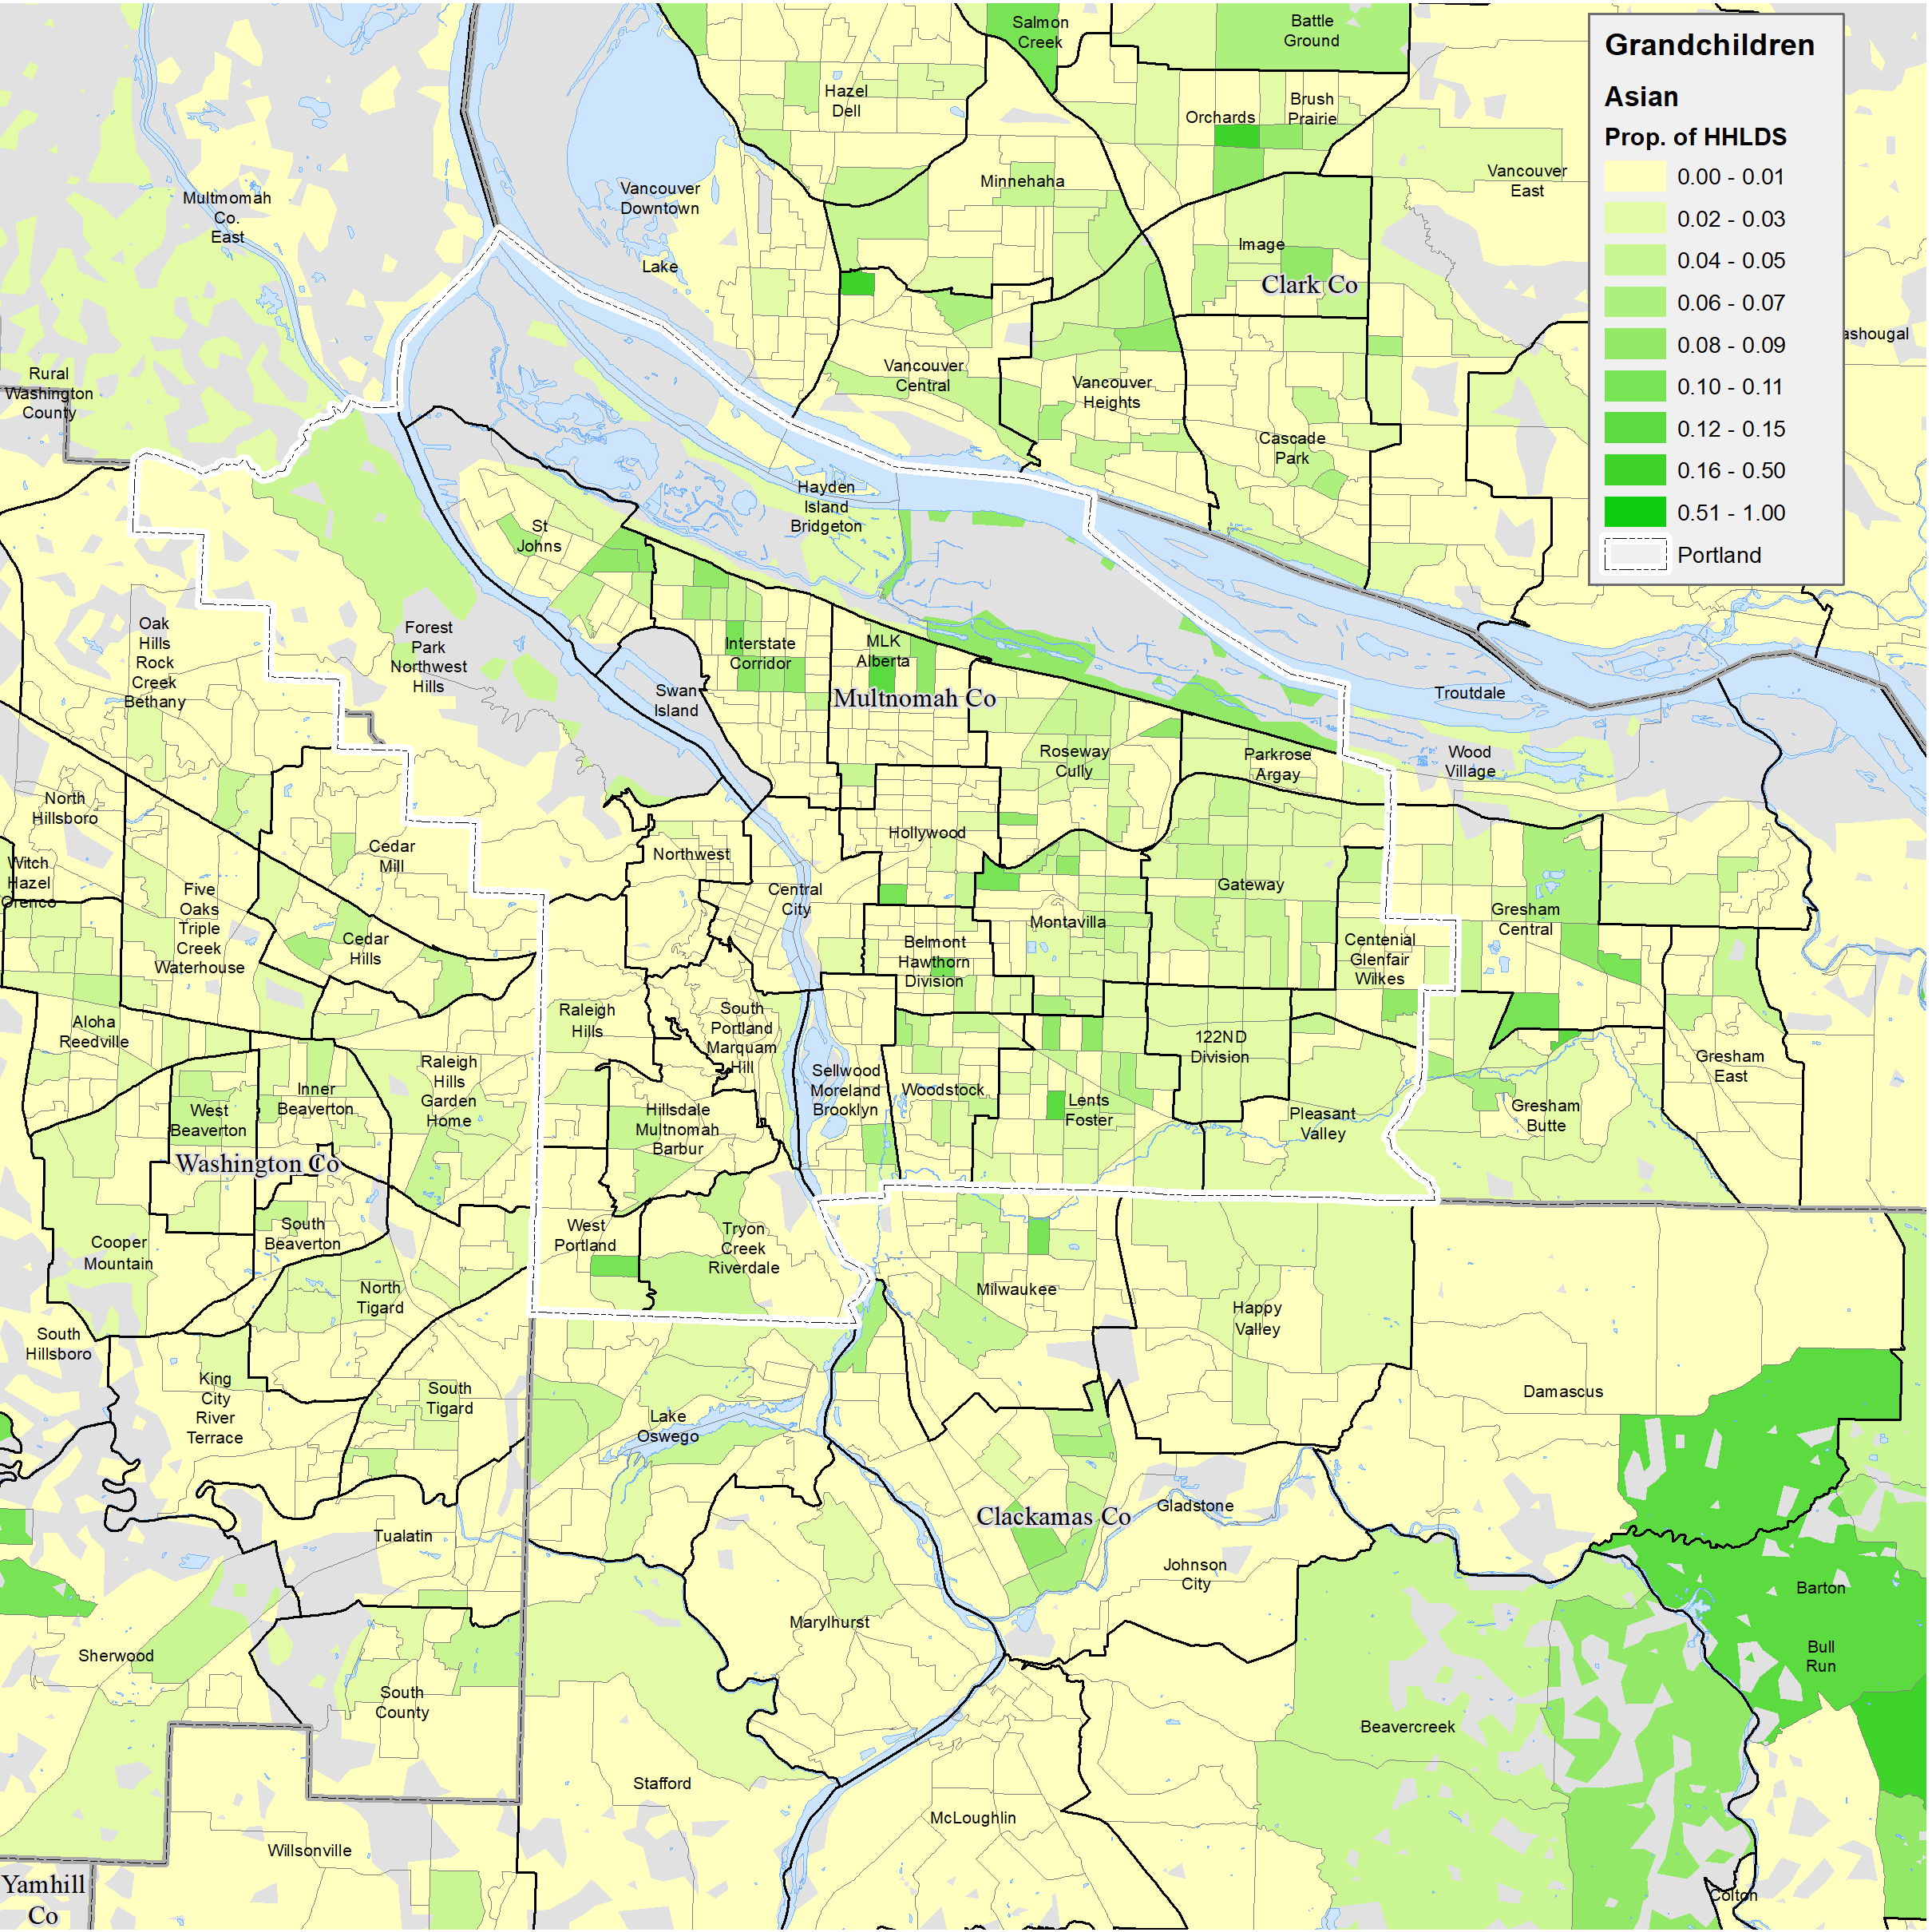 Salmon
Creek
Battle
Ground
Grandchildren
Asian
Prop. of HHLDS
0.00 - 0.01
0.02 - 0.03
0.04 - 0.05
0.06 - 0.07
0.08 - 0.09
0.10 - 0.11
0.12 - 0.15
0.16 - 0.50
0.51 - 1.00
Portland
Hazel
Dell
Orchards
Brush
Prairie
Minnehaha
Vancouver
East
Multmomah
Co.
East
Vancouver
Downtown
Lake
Image
Clark Co
ashougal
Rural
Washington
County
Vancouver
Central
Vancouver
Heights
Cascade
Park
Hayden
Island
Bridgeton
St
Johns
Oak
Hills
Rock
Creek
Bethany
Forest
Park
Northwest
Hills
Interstate
Corridor
MLK
Alberta
Swan
Island
Multnomah Co
Troutdale
Roseway
Cully
Parkrose
Argay
Wood
Village
North
Hillsboro
Cedar
Mill
Northwest
Hollywood
Witch
Hazel
Orenco
Five
Oaks
Triple
Creek
Waterhouse
Cedar
Hills
Central
City
Gateway
Montavilla
Belmont
Hawthorn
Division
Centenial
Glenfair
Wilkes
Gresham
Central
Aloha
Reedville
Raleigh
Hills
South
Portland
Marquam
Hill
122ND
Division
Gresham
East
Raleigh
Hills
Garden
Home
Inner
Beaverton
West
Beaverton
Sellwood
Moreland
Brooklyn
Woodstock
Lents
Foster
Hillsdale
Multnomah
Barbur
Pleasant
Valley
Gresham
Butte
Washington Co
Cooper
Mountain
South
Beaverton
West
Portland
Tryon
Creek
Riverdale
North
Tigard
Milwaukee
Happy
Valley
South
Hillsboro
King
City
River
Terrace
South
Tigard
Lake
Oswego
Damascus
Clackamas Co
Gladstone
Tualatin
Johnson
City
Barton
Marylhurst
Sherwood
Bull
Run
South
County
Beavercreek
Stafford
McLoughlin
Willsonville
Yamhill
Co
Colton